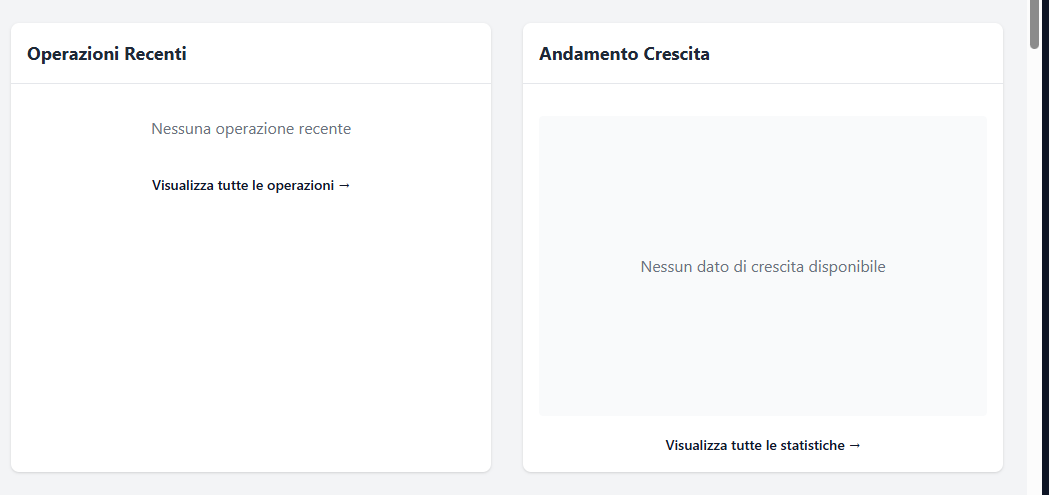 Operazioni Recenti
Nessuna operazione recente
Visualizza tutte le operazioni →
Andamento Crescita
Nessun dato di crescita disponibile
Visualizza tutte le statistiche →